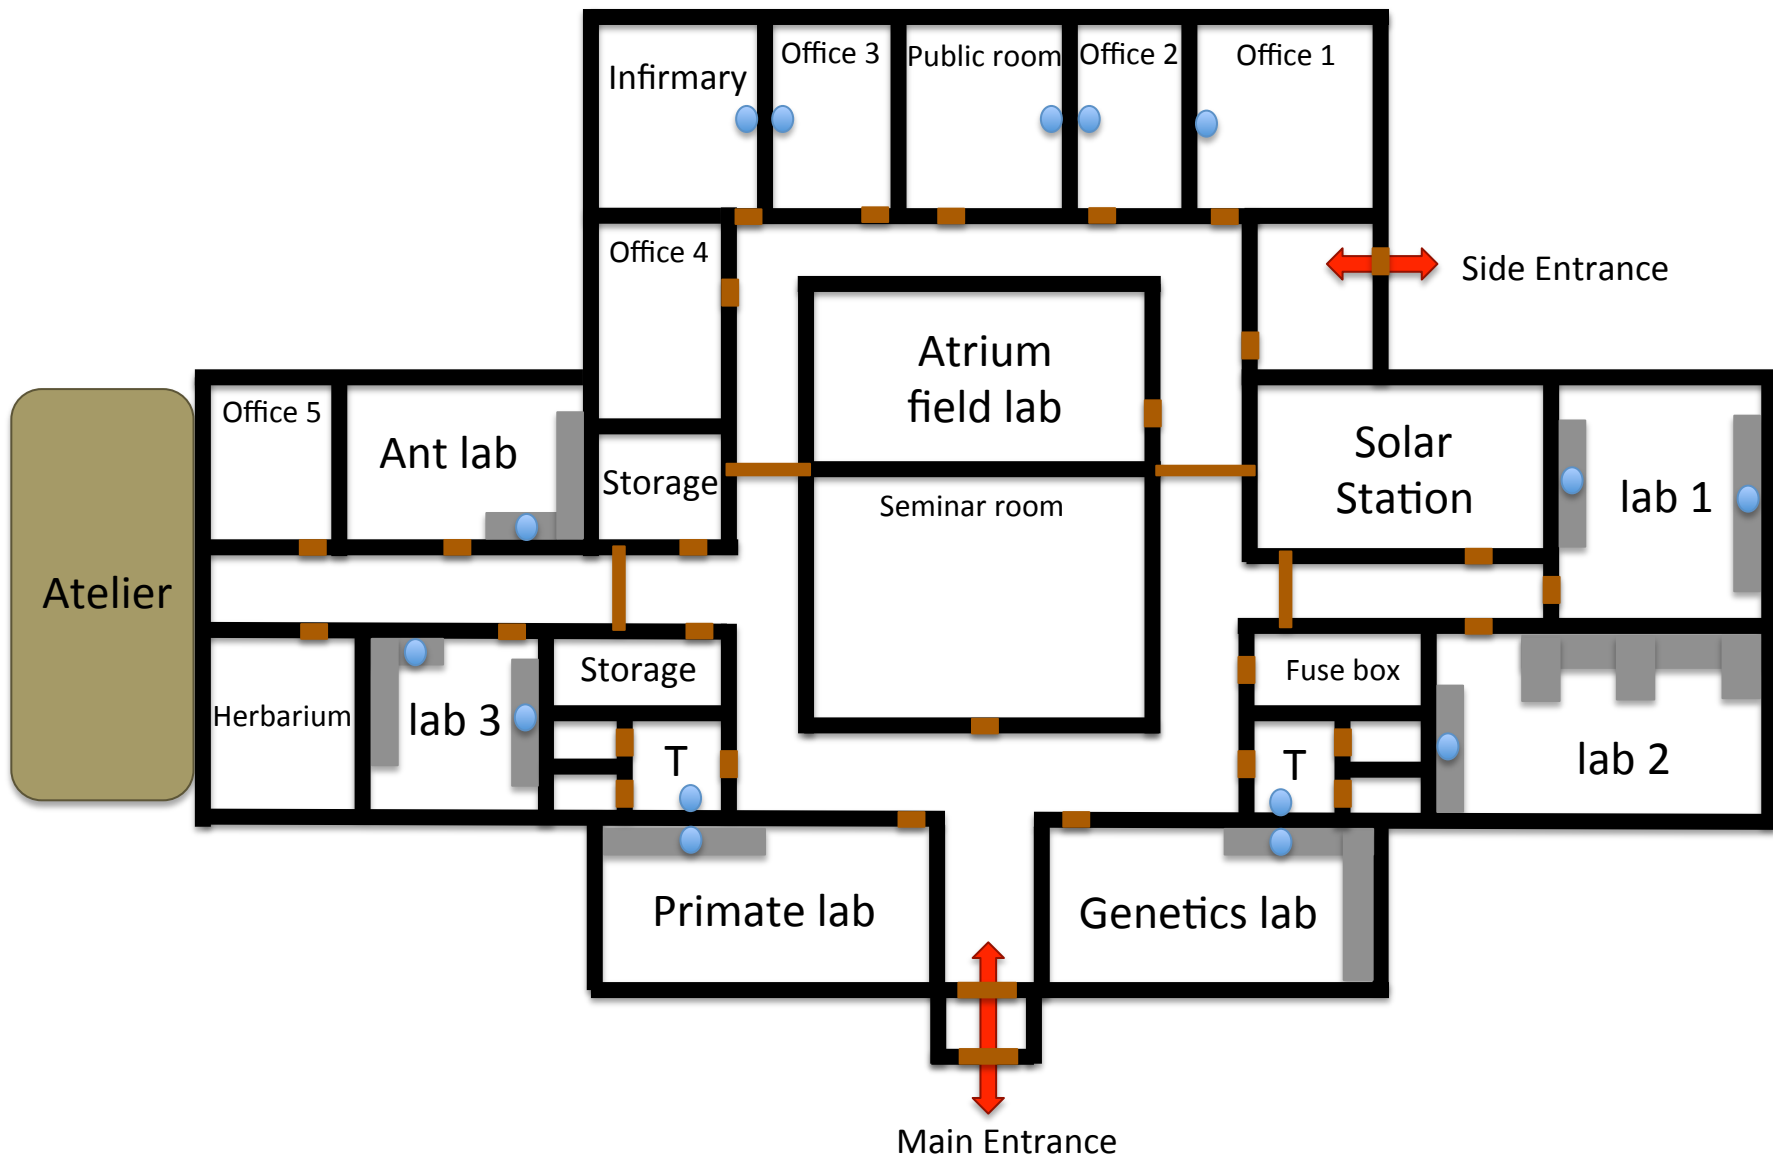 Infirmary
Office 3
Public room
Office 2
Office 1
Office 4
Side Entrance
Atrium
field lab
Office 5
Ant lab
Storage
Seminar room
Solar
Station
lab 1
Atelier
Herbarium
lab 3
Storage
T
Fuse box
T
lab 2
Primate lab
Genetics lab
Main Entrance